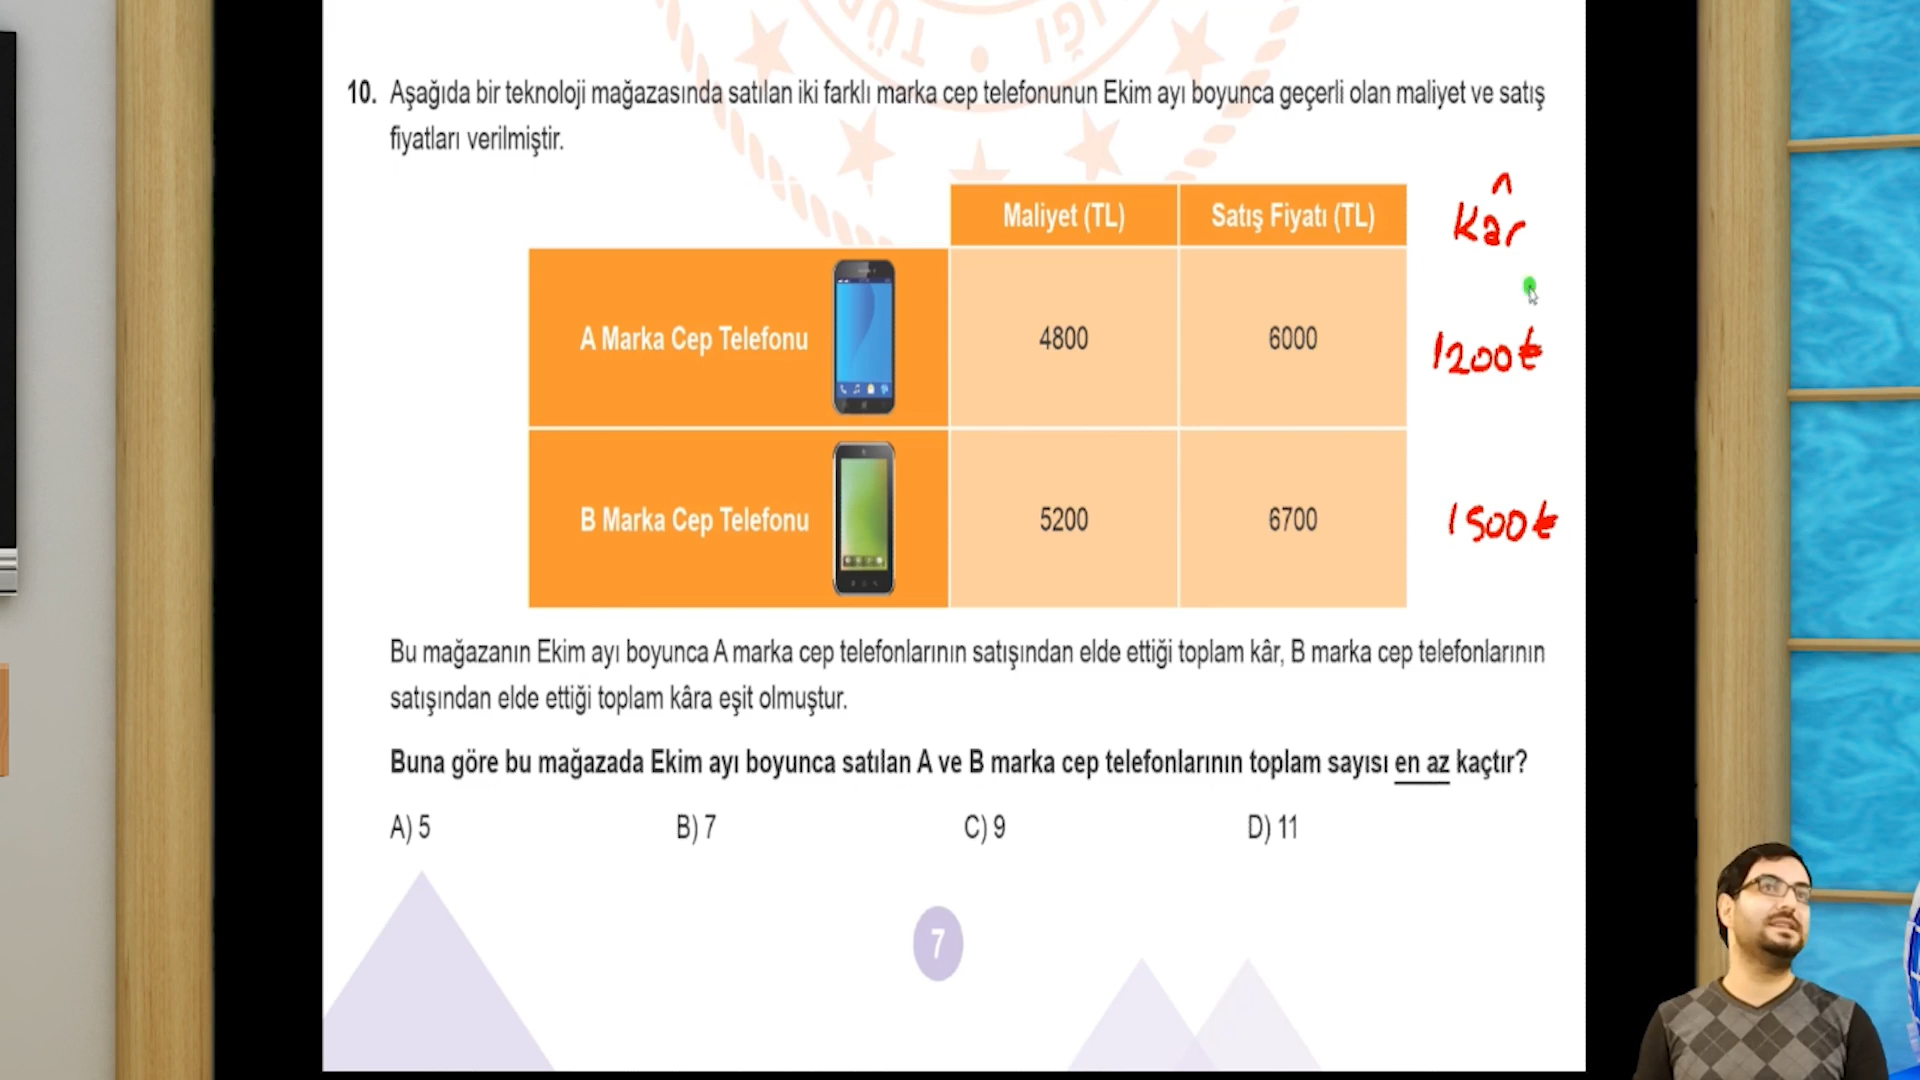 TÜR
LIĞI
10. Aşağıda bir teknoloji mağazasında satılan iki farklı marka cep telefonunun Ekim ayı boyunca geçerli olan maliyet ve satış
fiyatları verilmiştir.
Maliyet (TL) Satış Fiyatı (TL) kâr
A Marka Cep Telefonu 4800 6000 1200₺
B Marka Cep Telefonu 5200 6700 1500₺
Bu mağazanın Ekim ayı boyunca A marka cep telefonlarının satışından elde ettiği toplam kâr, B marka cep telefonlarının
satışından elde ettiği toplam kâra eşit olmuştur.
Buna göre bu mağazada Ekim ayı boyunca satılan A ve B marka cep telefonlarının toplam sayısı en az kaçtır?
A) 5 B) 7 C) 9 D) 11
7